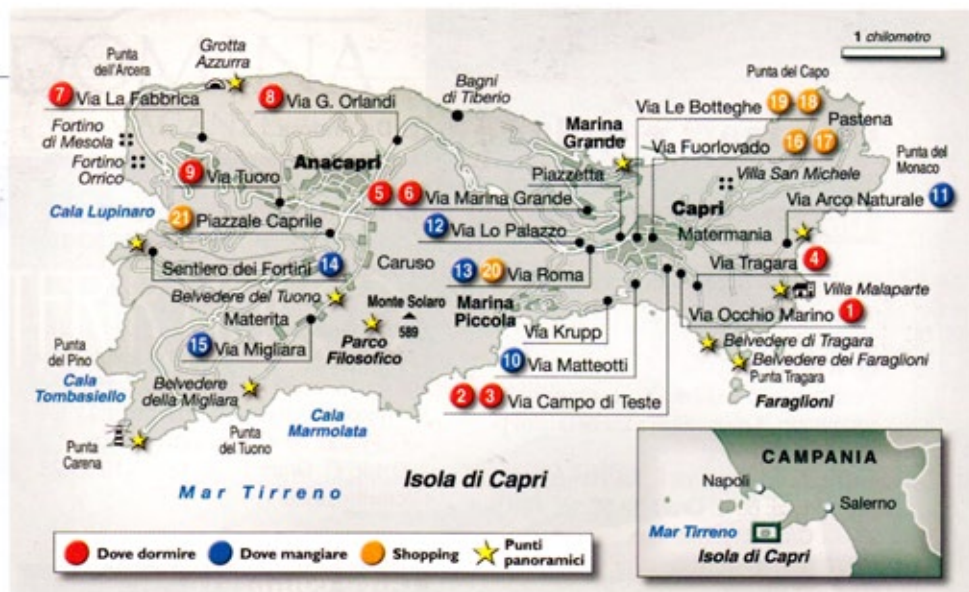 1 chilometro
Grotta
Azzurra
Punta
dell'Arcera
7 Via La Fabbrica
8 Via G. Orlandi
Bagni
di Tiberio
Punta del Capo
Via Le Botteghe 19 18
Pastena
Marina
Grande
Via Fuorlovado 16 17
Fortino
di Mesola
Fortino
Orrico
Anacapri
Piazzetta
Villa San Michele
Punta del
Monaco
9 Via Tuoro
5 6 Via Marina Grande
Capri
Via Arco Naturale 11
Cala Lupinaro
21 Piazzale Caprile
12 Via Lo Palazzo
Matermania
Sentiero dei Fortini 14
Caruso
13 20 Via Roma
Via Tragara 4
Belvedere del Tuono
Monte Solaro
589
Marina
Piccola
Villa Malaparte
Materita
Parco
Filosofico
Via Krupp
Via Occhio Marino 1
15 Via Migliara
10 Via Matteotti
Belvedere di Tragara
Belvedere dei Faraglioni
Punta Tragara
Faraglioni
Punta
del Pino
Cala
Tombasiello
Belvedere
della Migliara
2 3 Via Campo di Teste
Cala
Marmolata
Punta
Carena
Punta
del Tuono
Mar Tirreno
Isola di Capri
CAMPANIA
Napoli
Salerno
Mar Tirreno
Isola di Capri
Dove dormire
Dove mangiare
Shopping
Punti
panoramici